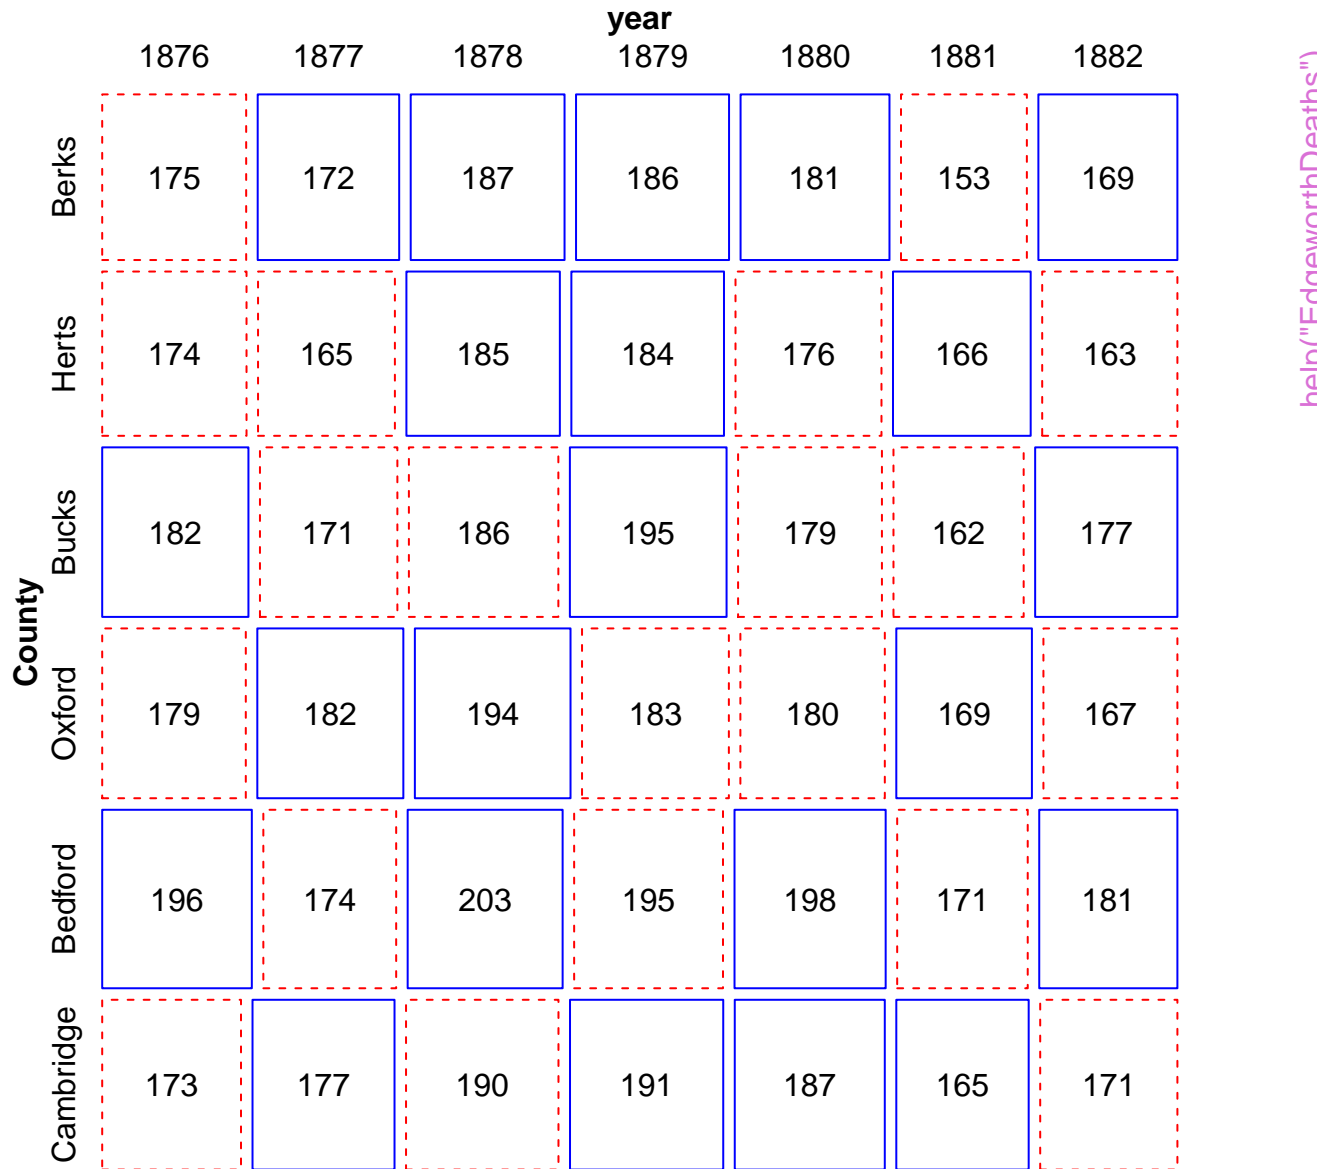 year
1876 1877 1878 1879 1880 1881 1882
County
Berks 175 172 187 186 181 153 169
Herts 174 165 185 184 176 166 163
Bucks 182 171 186 195 179 162 177
Oxford 179 182 194 183 180 169 167
Bedford 196 174 203 195 198 171 181
Cambridge 173 177 190 191 187 165 171
help("EdgeworthDeaths")